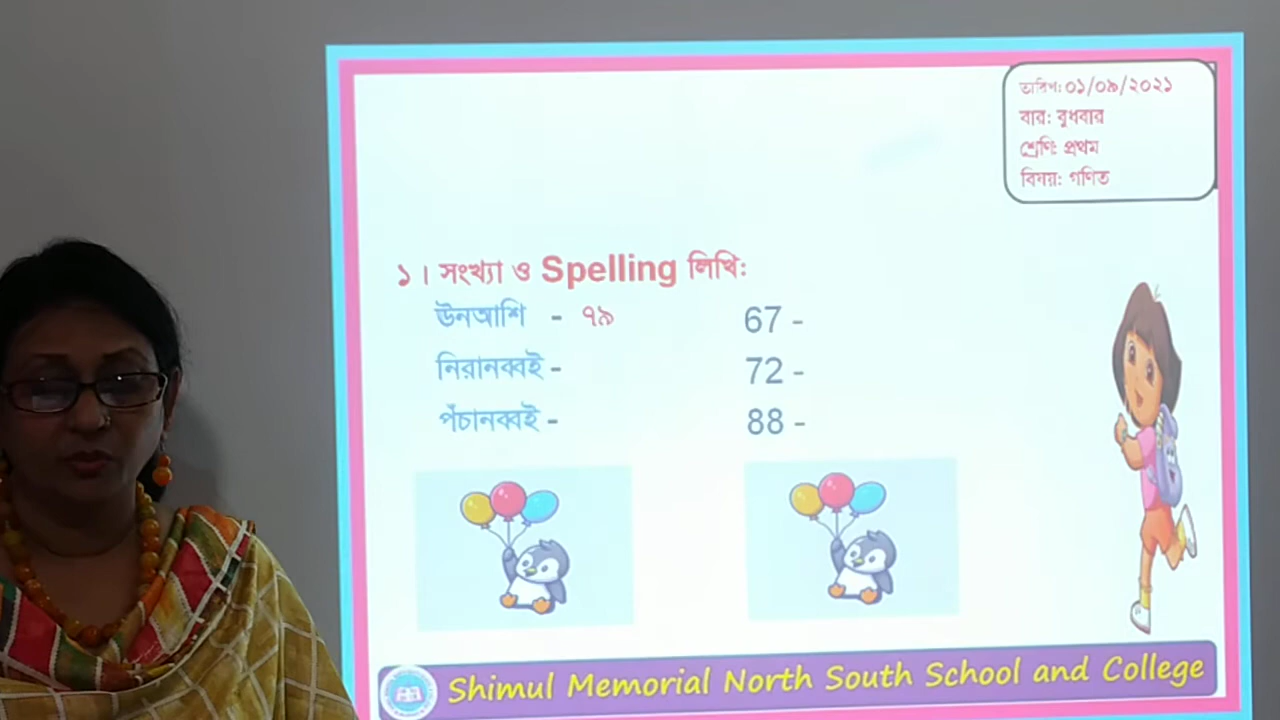 তারিখ: ০১/০৯/২০২১
বার: বুধবার
শ্রেণি: প্রথম
বিষয়: গণিত
১। সংখ্যা ও Spelling লিখি:
ঊনআশি - ৭৯ 67 -
নিরানব্বই - 72 -
পঁচানব্বই - 88 -
Shimul Memorial North South School and College